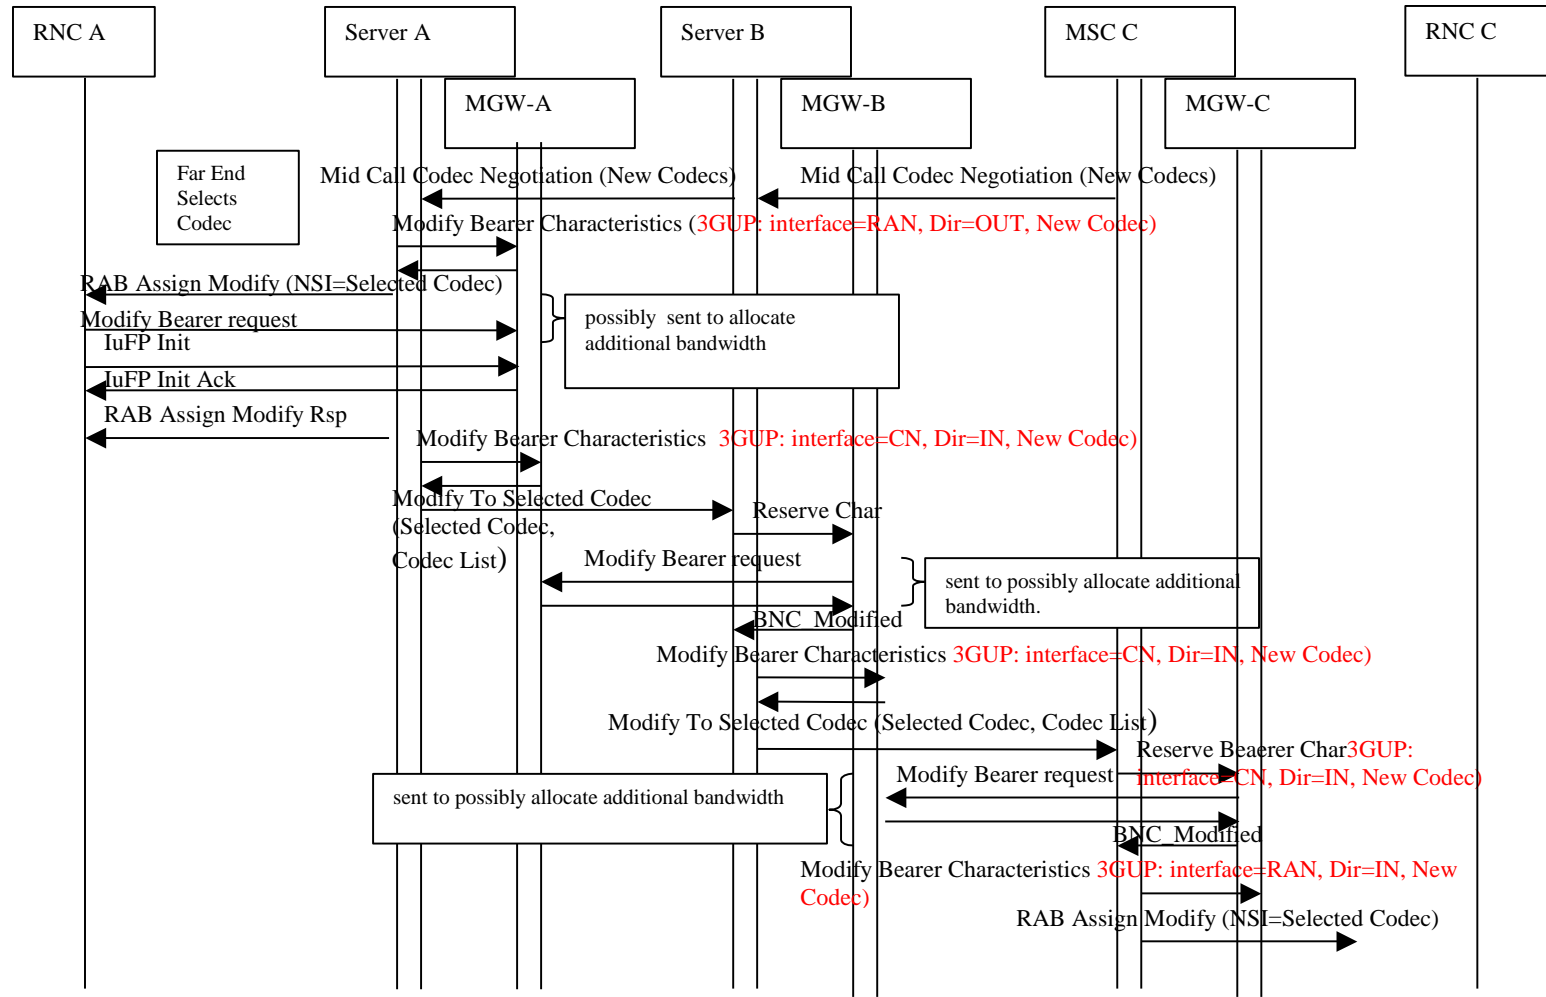 RNC A
Server A
Server B
MSC C
RNC C
MGW-A
MGW-B
MGW-C
Far End
Selects
Codec
Mid Call Codec Negotiation (New Codecs)
Mid Call Codec Negotiation (New Codecs)
Modify Bearer Characteristics (3GUP: interface=RAN, Dir=OUT, New Codec)
RAB Assign Modify (NSI=Selected Codec)
Modify Bearer request
possibly sent to allocate
additional bandwidth
IuFP Init
IuFP Init Ack
RAB Assign Modify Rsp
Modify Bearer Characteristics 3GUP: interface=CN, Dir=IN, New Codec)
Modify To Selected Codec
(Selected Codec,
Codec List)
Reserve Char
Modify Bearer request
sent to possibly allocate additional
bandwidth.
BNC_Modified
Modify Bearer Characteristics 3GUP: interface=CN, Dir=IN, New Codec)
Modify To Selected Codec (Selected Codec, Codec List)
Reserve Beaerer Char3GUP:
interface=CN, Dir=IN, New Codec)
Modify Bearer request
sent to possibly allocate additional bandwidth
BNC_Modified
Modify Bearer Characteristics 3GUP: interface=RAN, Dir=IN, New
Codec)
RAB Assign Modify (NSI=Selected Codec)